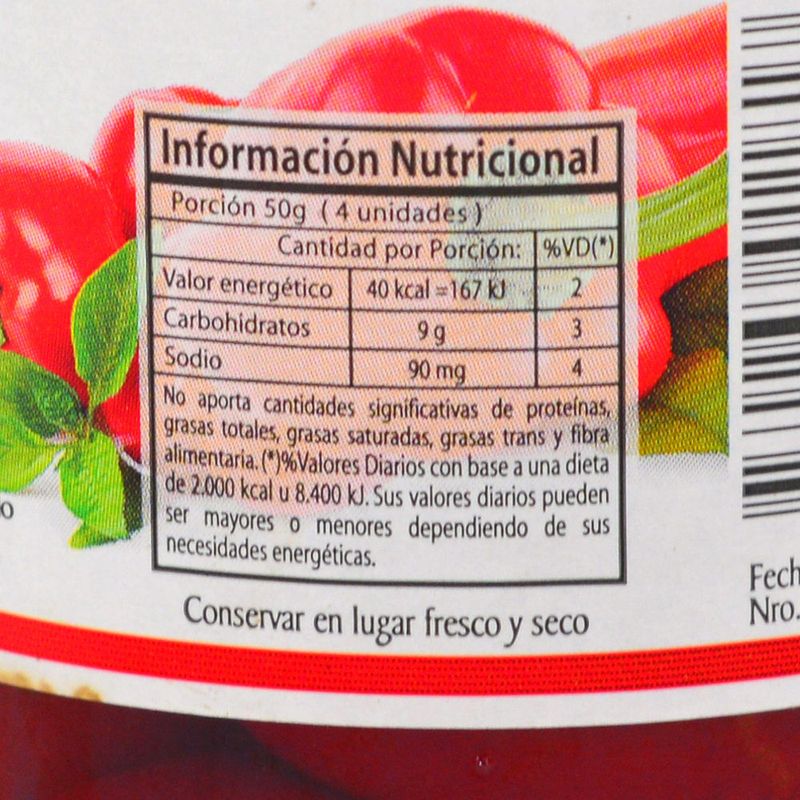 Información Nutricional
Porción 50g ( 4 unidades )
Cantidad por Porción: %VD(*)
Valor energético 40 kcal =167 kJ 2
Carbohidratos 9 g 3
Sodio 90 mg 4
No aporta cantidades significativas de proteínas,
grasas totales, grasas saturadas, grasas trans y fibra
alimentaria. (*)%Valores Diarios con base a una dieta
de 2.000 kcal u 8.400 kJ. Sus valores diarios pueden
ser mayores o menores dependiendo de sus
necesidades energéticas.
o
Fech
Nro.
Conservar en lugar fresco y seco